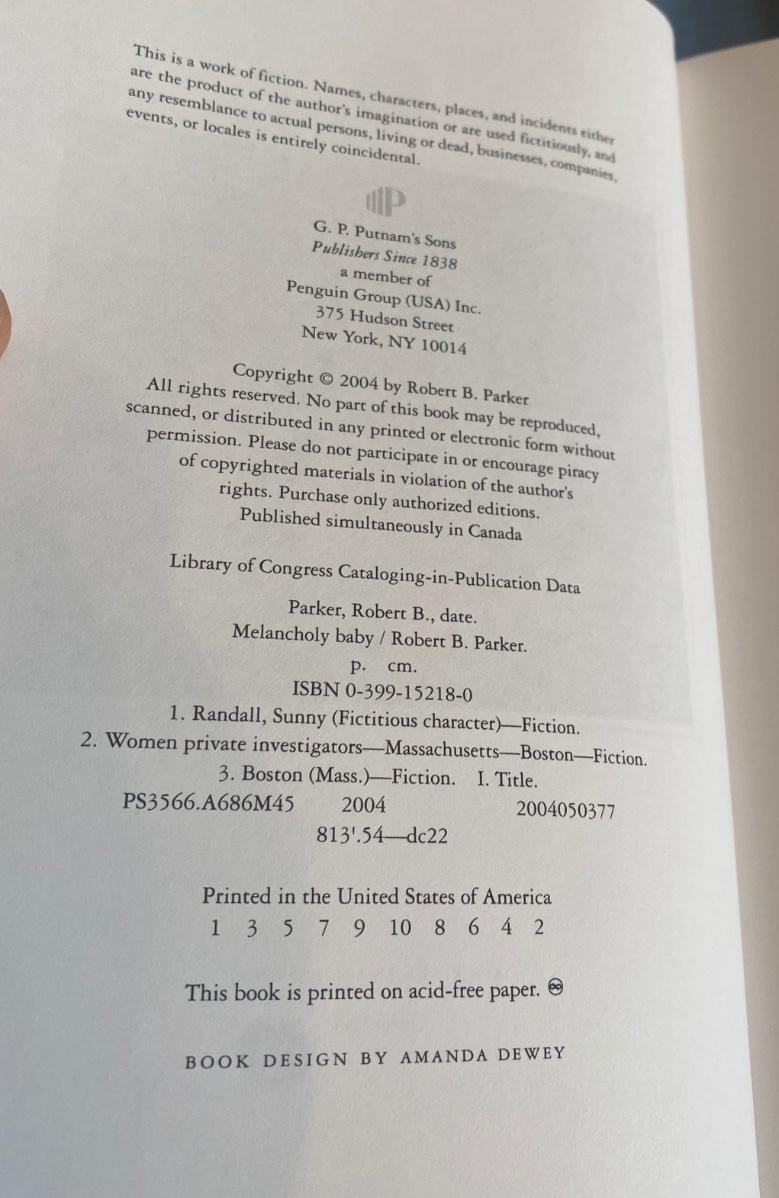 This is a work of fiction. Names, characters, places, and incidents either
are the product of the author's imagination or are used fictitiously, and
any resemblance to actual persons, living or dead, businesses, companies,
events, or locales is entirely coincidental.
P
G. P. Putnam's Sons
Publishers Since 1838
a member of
Penguin Group (USA) Inc.
375 Hudson Street
New York, NY 10014
Copyright © 2004 by Robert B. Parker
All rights reserved. No part of this book may be reproduced,
scanned, or distributed in any printed or electronic form without
permission. Please do not participate in or encourage piracy
of copyrighted materials in violation of the author's
rights. Purchase only authorized editions.
Published simultaneously in Canada
Library of Congress Cataloging-in-Publication Data
Parker, Robert B., date.
Melancholy baby / Robert B. Parker.
p. cm.
ISBN 0-399-15218-0
1. Randall, Sunny (Fictitious character)—Fiction.
2. Women private investigators—Massachusetts—Boston—Fiction.
3. Boston (Mass.)—Fiction. I. Title.
PS3566.A686M45 2004 2004050377
813'.54—dc22
Printed in the United States of America
1 3 5 7 9 10 8 6 4 2
This book is printed on acid-free paper. ♾
BOOK DESIGN BY AMANDA DEWEY